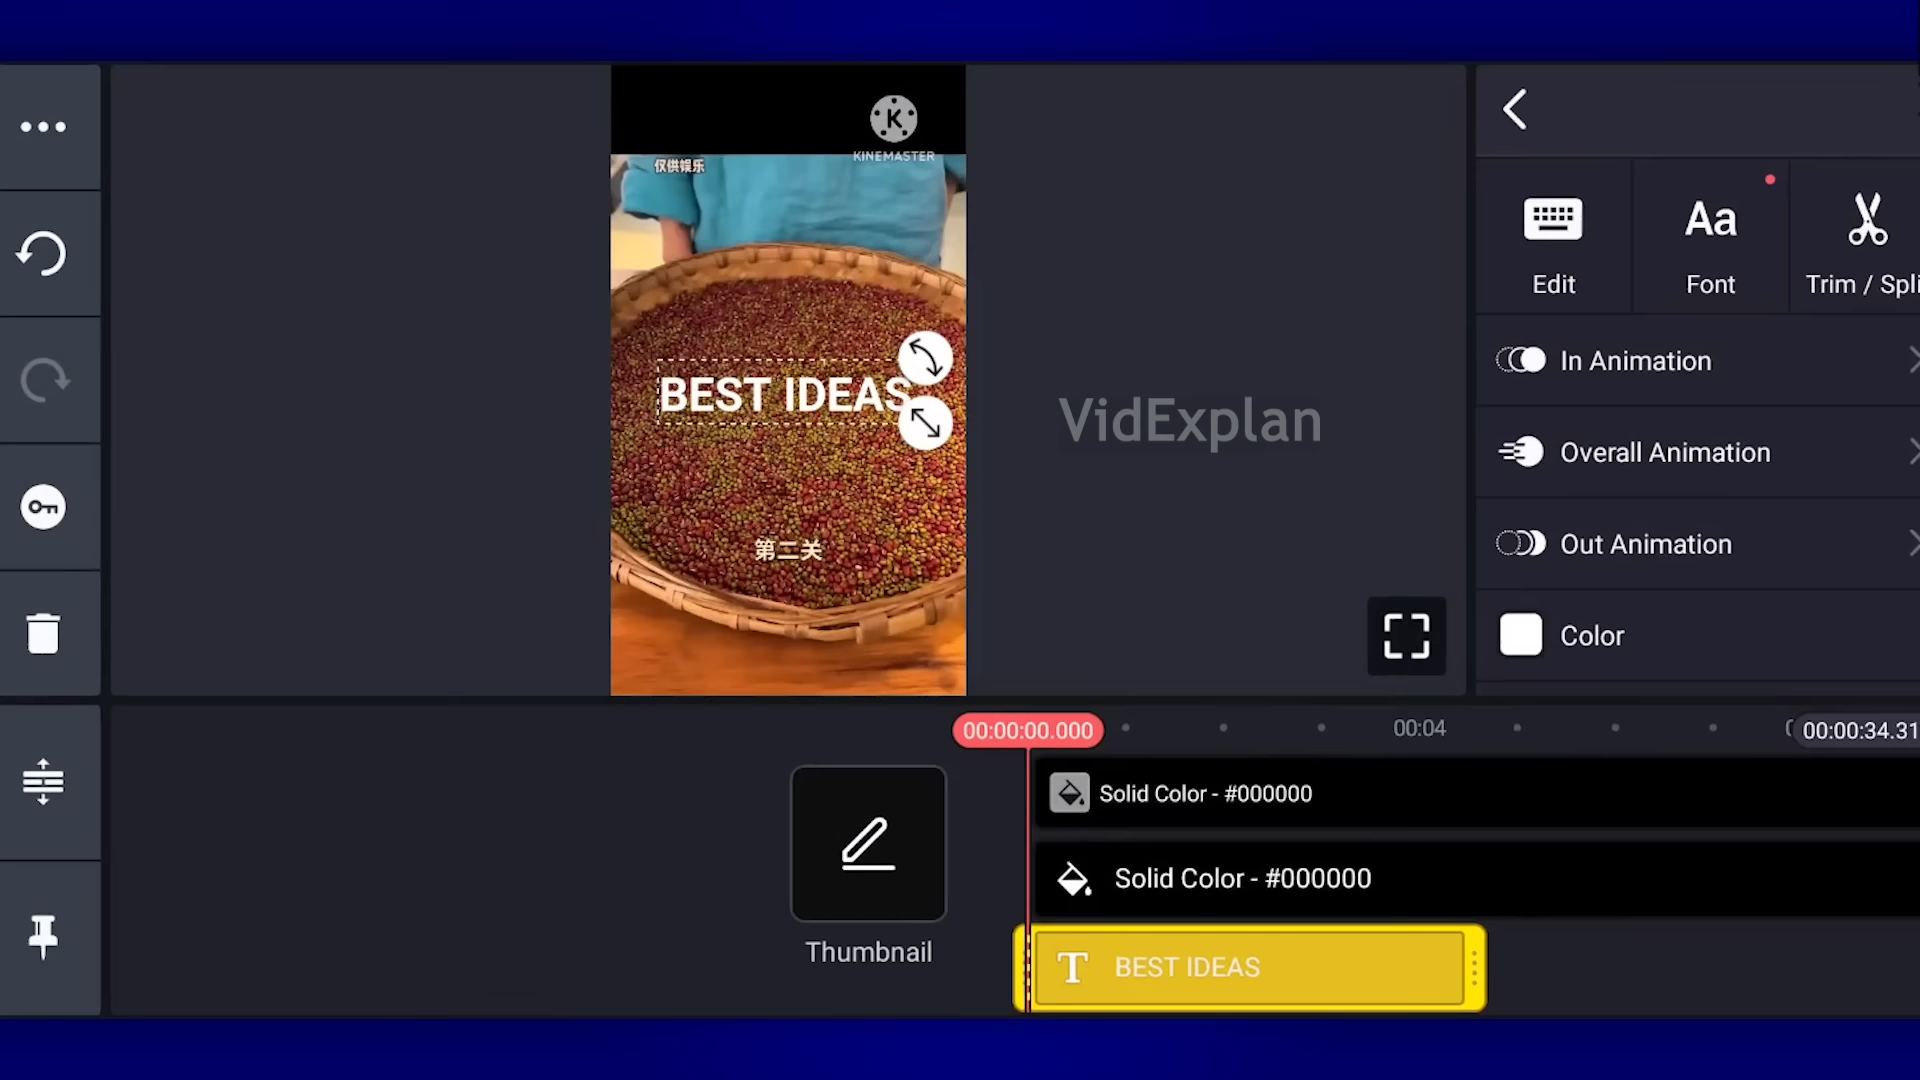 K
KINEMASTER
仅供娱乐
BEST IDEAS
第二关
VidExplan
Edit
Aa
Font
Trim / Spli
In Animation
Overall Animation
Out Animation
Color
00:00:00.000
00:04
00:00:34.31
Solid Color - #000000
Solid Color - #000000
Thumbnail
T BEST IDEAS